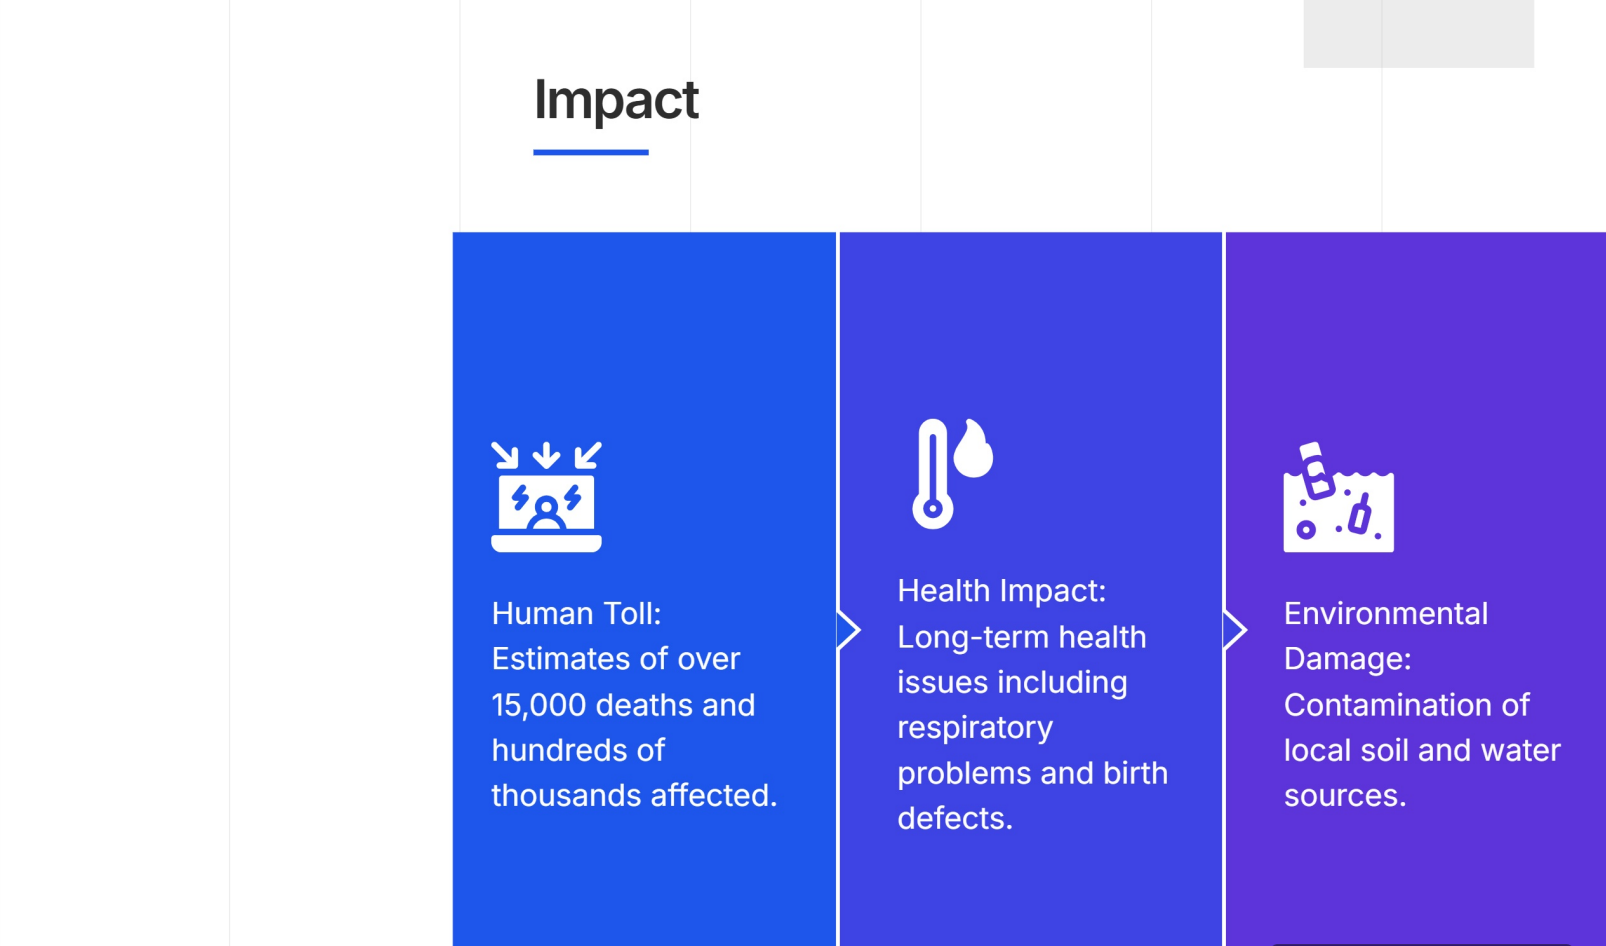 Impact
Human Toll:
Estimates of over
15,000 deaths and
hundreds of
thousands affected.
Health Impact:
Long-term health
issues including
respiratory
problems and birth
defects.
Environmental
Damage:
Contamination of
local soil and water
sources.